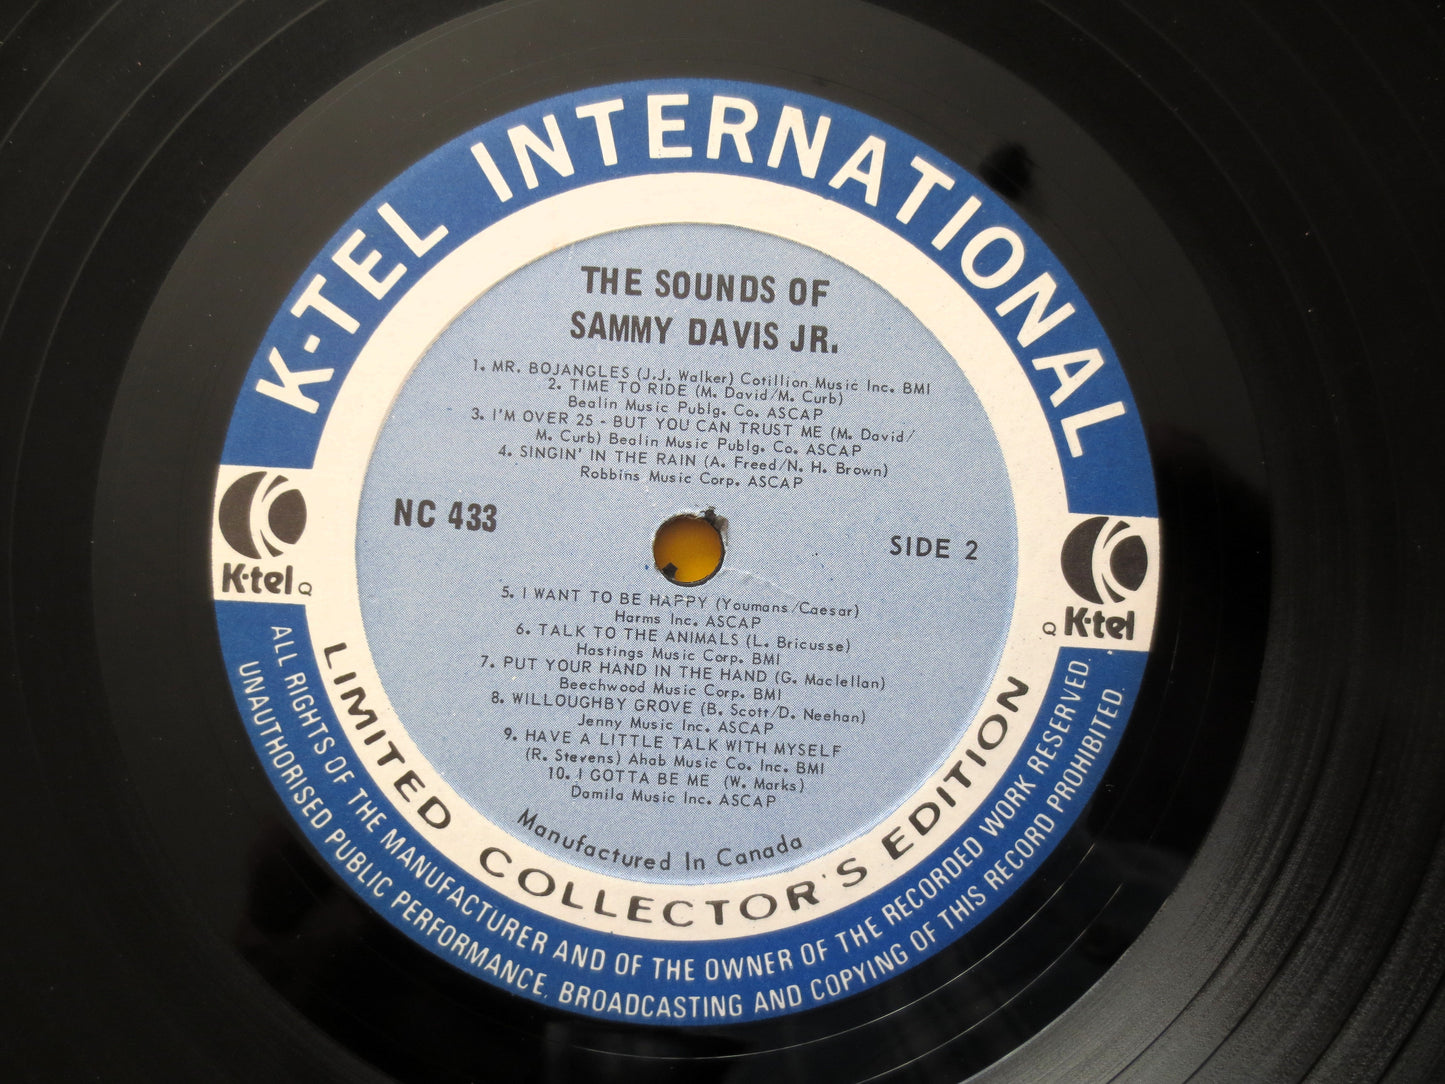 K-TEL INTERNATIONAL
THE SOUNDS OF
SAMMY DAVIS JR.
1. MR. BOJANGLES (J.J. Walker) Cotillion Music Inc. BMI
2. TIME TO RIDE (M. David/M. Curb)
Bealin Music Publg. Co. ASCAP
3. I'M OVER 25 - BUT YOU CAN TRUST ME (M. David/
M. Curb) Bealin Music Publg. Co. ASCAP
4. SINGIN' IN THE RAIN (A. Freed/N. H. Brown)
Robbins Music Corp. ASCAP
NC 433
SIDE 2
K-tel
K-tel
5. I WANT TO BE HAPPY (Youmans/Caesar)
Harms Inc. ASCAP
6. TALK TO THE ANIMALS (L. Bricusse)
Hastings Music Corp. BMI
7. PUT YOUR HAND IN THE HAND (G. Maclellan)
Beechwood Music Corp. BMI
8. WILLOUGHBY GROVE (B. Scott/D. Neehan)
Jenny Music Inc. ASCAP
9. HAVE A LITTLE TALK WITH MYSELF
(R. Stevens) Ahab Music Co. Inc. BMI
10. I GOTTA BE ME (W. Marks)
Damila Music Inc. ASCAP
Manufactured In Canada
LIMITED COLLECTOR'S EDITION
ALL RIGHTS OF THE MANUFACTURER AND OF THE OWNER OF THE RECORDED WORK RESERVED.
UNAUTHORISED PUBLIC PERFORMANCE, BROADCASTING AND COPYING OF THIS RECORD PROHIBITED.